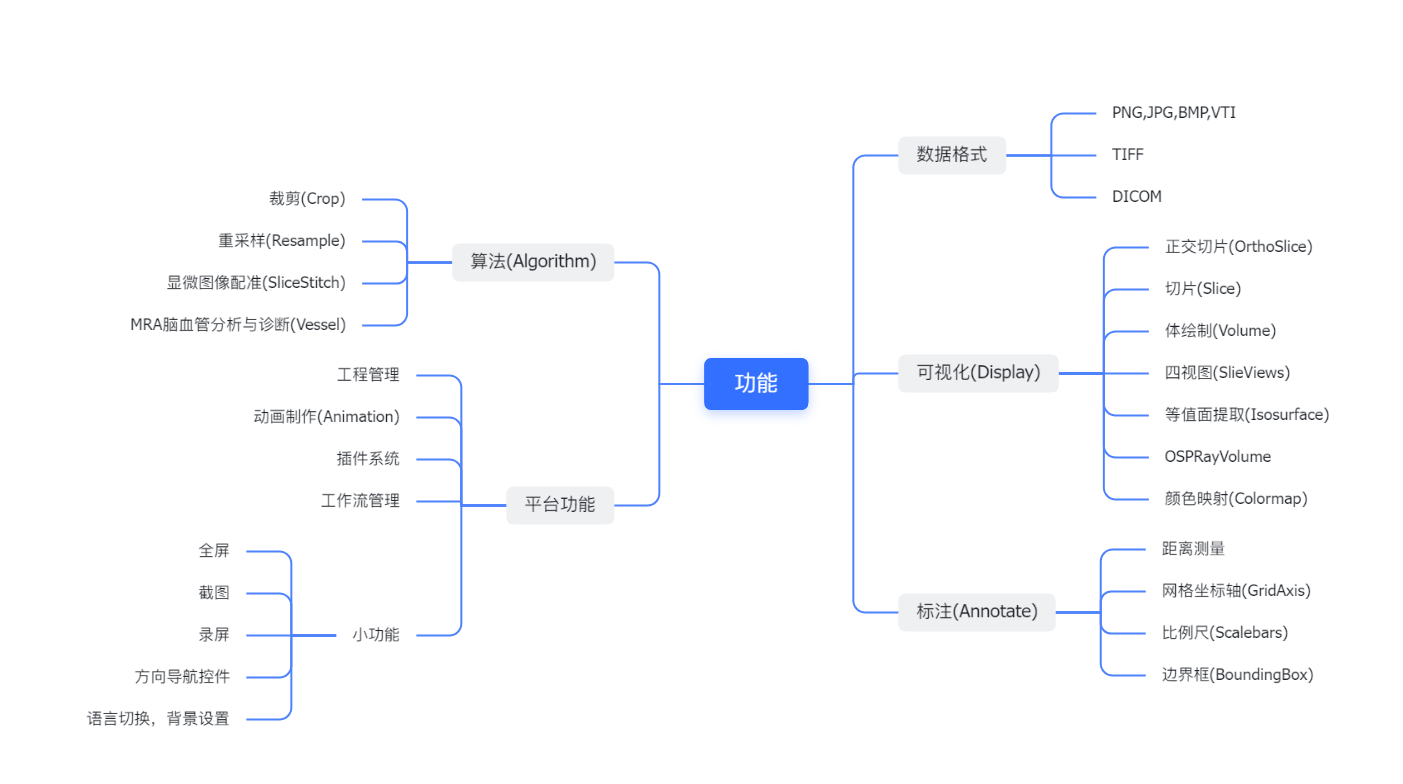 功能
数据格式
PNG,JPG,BMP,VTI
TIFF
DICOM
可视化(Display)
正交切片(OrthoSlice)
切片(Slice)
体绘制(Volume)
四视图(SlieViews)
等值面提取(Isosurface)
OSPRayVolume
颜色映射(Colormap)
标注(Annotate)
距离测量
网格坐标轴(GridAxis)
比例尺(Scalebars)
边界框(BoundingBox)
算法(Algorithm)
裁剪(Crop)
重采样(Resample)
显微图像配准(SliceStitch)
MRA脑血管分析与诊断(Vessel)
平台功能
工程管理
动画制作(Animation)
插件系统
工作流管理
小功能
全屏
截图
录屏
方向导航控件
语言切换，背景设置